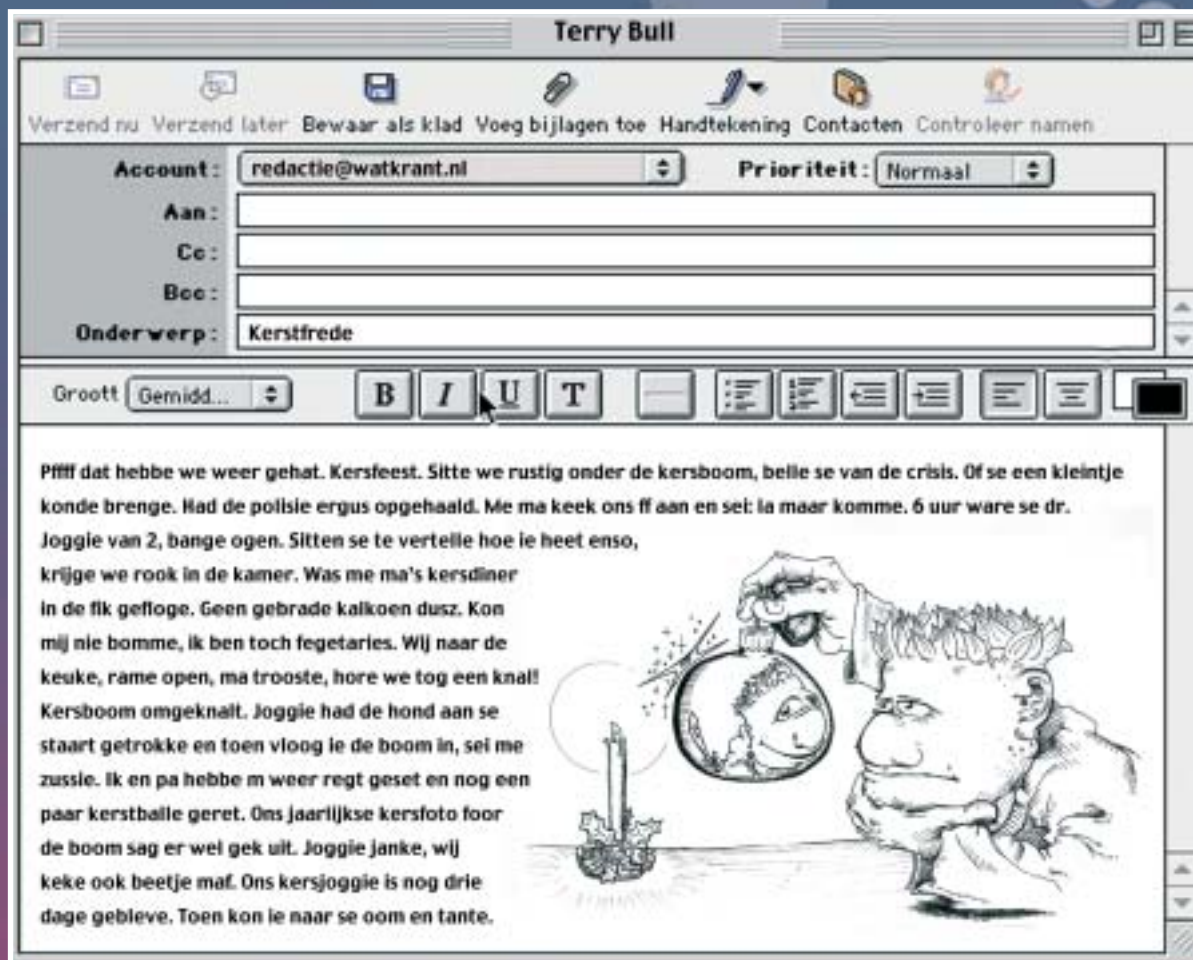 Terry Bull
Verzend nu Verzend later Bewaar als klad Voeg bijlagen toe Handtekening Contacten Controleer namen
Account: redactie@watkrant.nl Prioriteit: Normaal
Aan:
Cc:
Bcc:
Onderwerp: Kerstfrede
Groott Gemidd... B I U T
Pffff dat hebbe we weer gehat. Kersfeest. Sitte we rustig onder de kersboom, belle se van de crisis. Of se een kleintje
konde brenge. Had de polisie ergus opgehaald. Me ma keek ons ff aan en sei: la maar komme. 6 uur ware se dr.
Joggie van 2, bange ogen. Sitten se te vertelle hoe ie heet enso,
krijge we rook in de kamer. Was me ma's kersdiner
in de fik gefloge. Geen gebrade kalkoen dusz. Kon
mij nie bomme, ik ben toch fegetaries. Wij naar de
keuke, rame open, ma trooste, hore we tog een knal!
Kersboom omgeknalt. Joggie had de hond aan se
staart getrokke en toen vloog ie de boom in, sei me
zussie. Ik en pa hebbe m weer regt geset en nog een
paar kerstballe geret. Ons jaarlijkse kersfoto foor
de boom sag er wel gek uit. Joggie janke, wij
keke ook beetje maf. Ons kersjoggie is nog drie
dage gebleve. Toen kon ie naar se oom en tante.